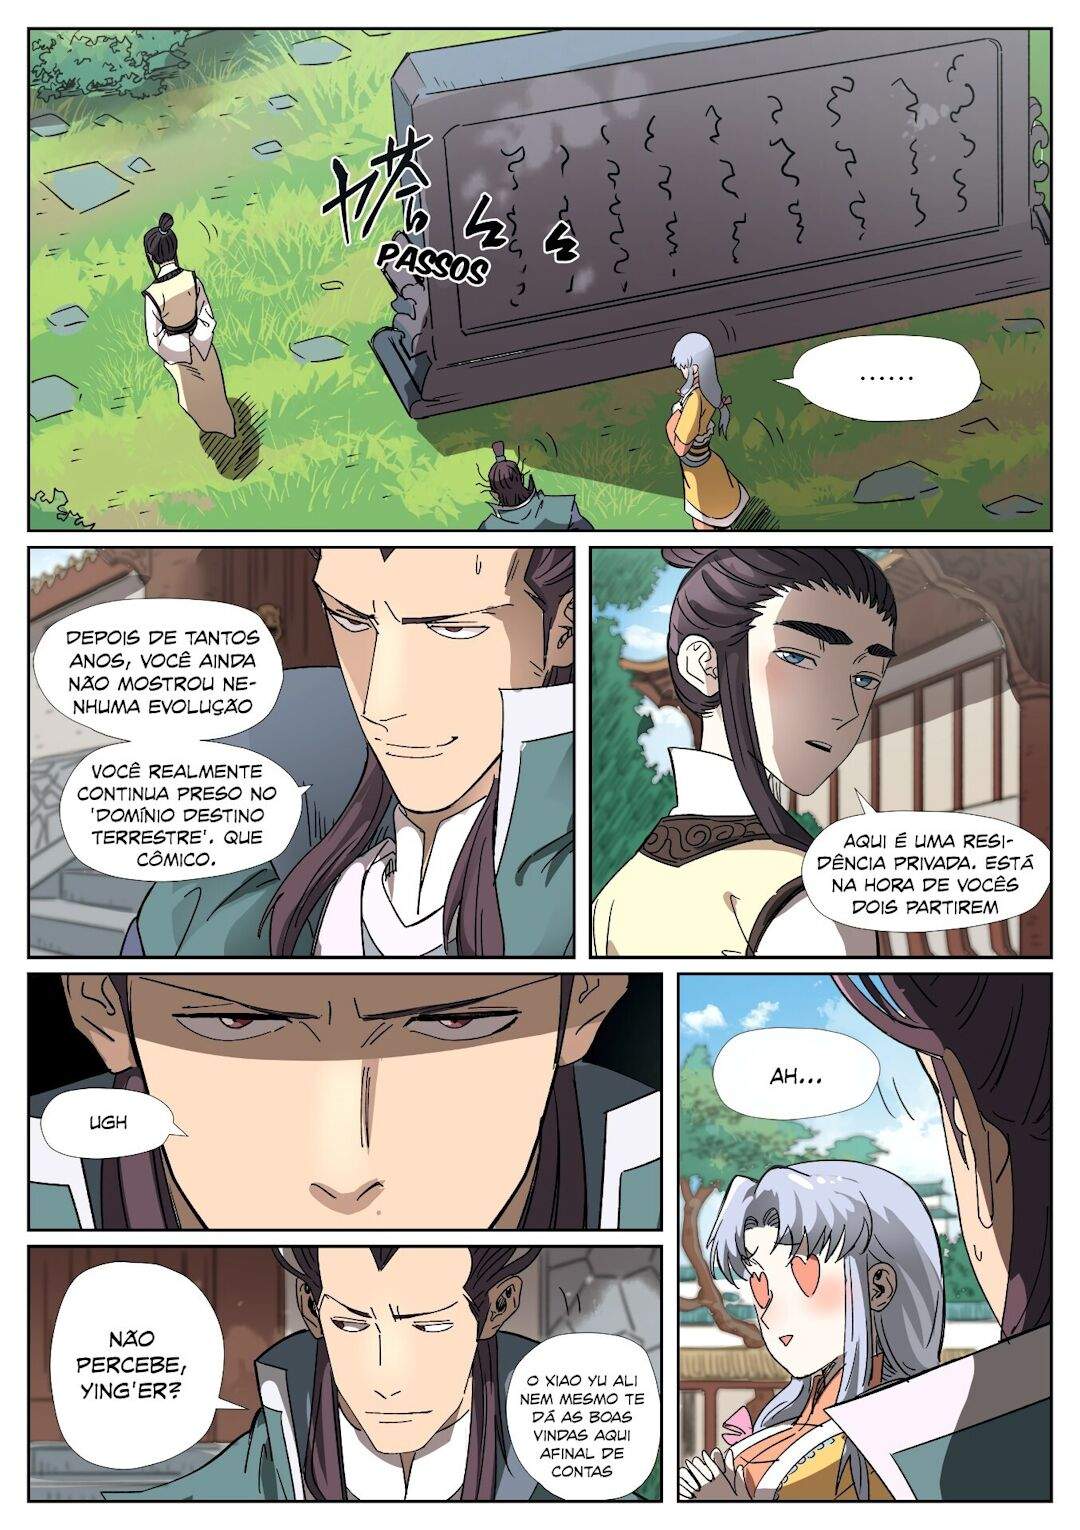 PASSOS
......
DEPOIS DE TANTOS
ANOS, VOCÊ AINDA
NÃO MOSTROU NE-
NHUMA EVOLUÇÃO
VOCÊ REALMENTE
CONTINUA PRESO NO
'DOMÍNIO DESTINO
TERRESTRE'. QUE
CÔMICO.
AQUI É UMA RESI-
DÊNCIA PRIVADA. ESTÁ
NA HORA DE VOCÊS
DOIS PARTIREM
UGH
AH...
NÃO
PERCEBE,
YING'ER?
O XIAO YU ALI
NEM MESMO TE
DÁ AS BOAS
VINDAS AQUI
AFINAL DE
CONTAS